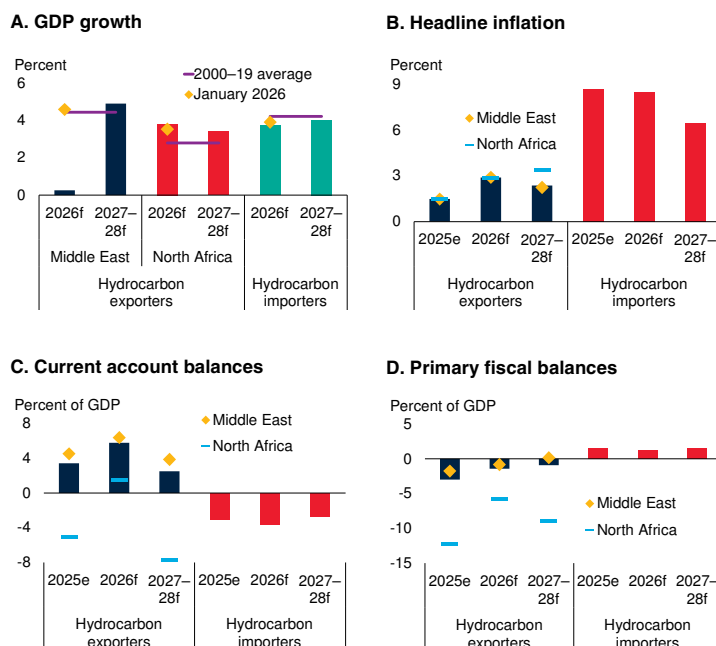 A. GDP growth
Percent
2000–19 average
January 2026
6
4
2
0
2026f 2027–28f 2026f 2027–28f 2026f 2027–28f
Middle East North Africa
Hydrocarbon exporters
Hydrocarbon importers
B. Headline inflation
Percent
9
6
3
0
Middle East
North Africa
2025e 2026f 2027–28f 2025e 2026f 2027–28f
Hydrocarbon exporters
Hydrocarbon importers
C. Current account balances
Percent of GDP
Middle East
North Africa
8
4
0
-4
-8
2025e 2026f 2027–28f 2025e 2026f 2027–28f
Hydrocarbon exporters
Hydrocarbon importers
D. Primary fiscal balances
Percent of GDP
5
0
-5
-10
-15
Middle East
North Africa
2025e 2026f 2027–28f 2025e 2026f 2027–28f
Hydrocarbon exporters
Hydrocarbon importers